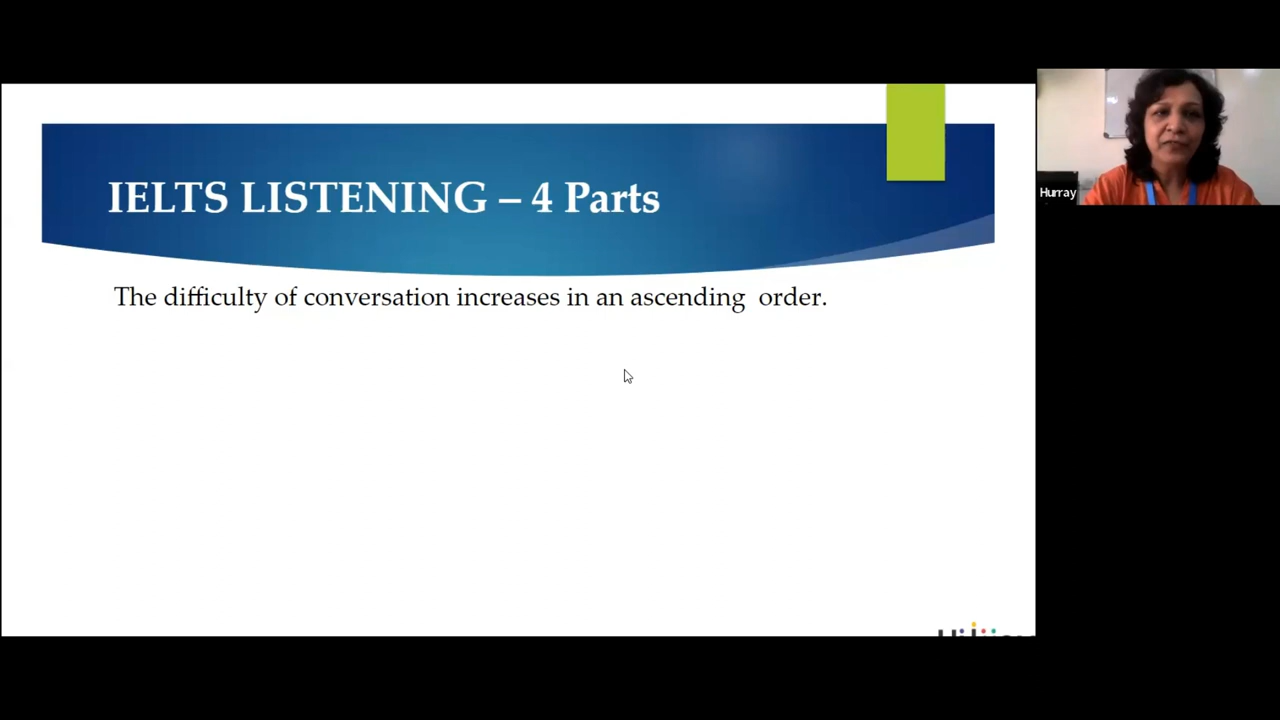 IELTS LISTENING – 4 Parts
The difficulty of conversation increases in an ascending  order.
Hurray